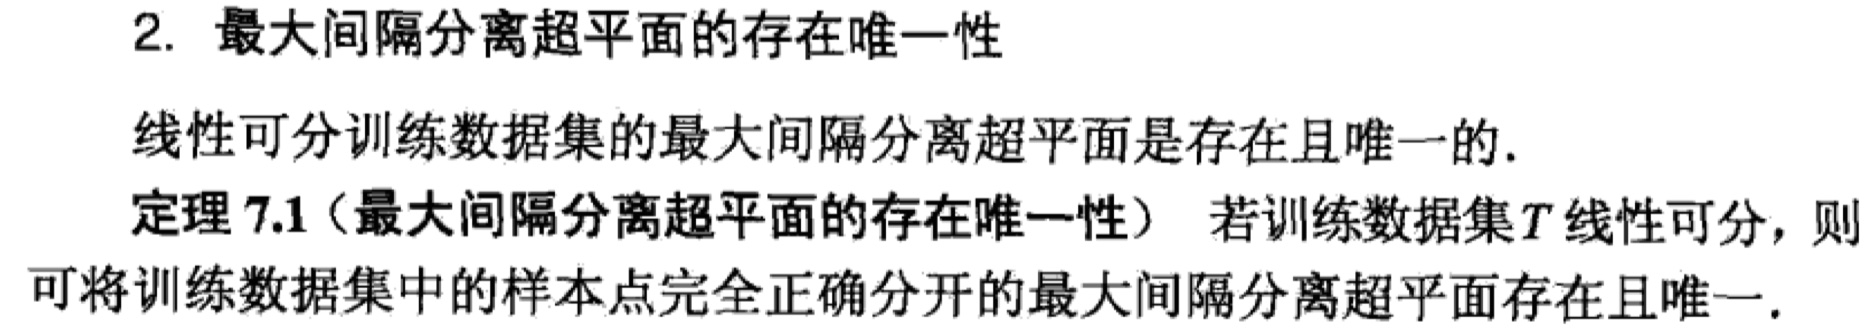 2. 最大间隔分离超平面的存在唯一性
线性可分训练数据集的最大间隔分离超平面是存在且唯一的.
定理 7.1（最大间隔分离超平面的存在唯一性） 若训练数据集T 线性可分，则
可将训练数据集中的样本点完全正确分开的最大间隔分离超平面存在且唯一.